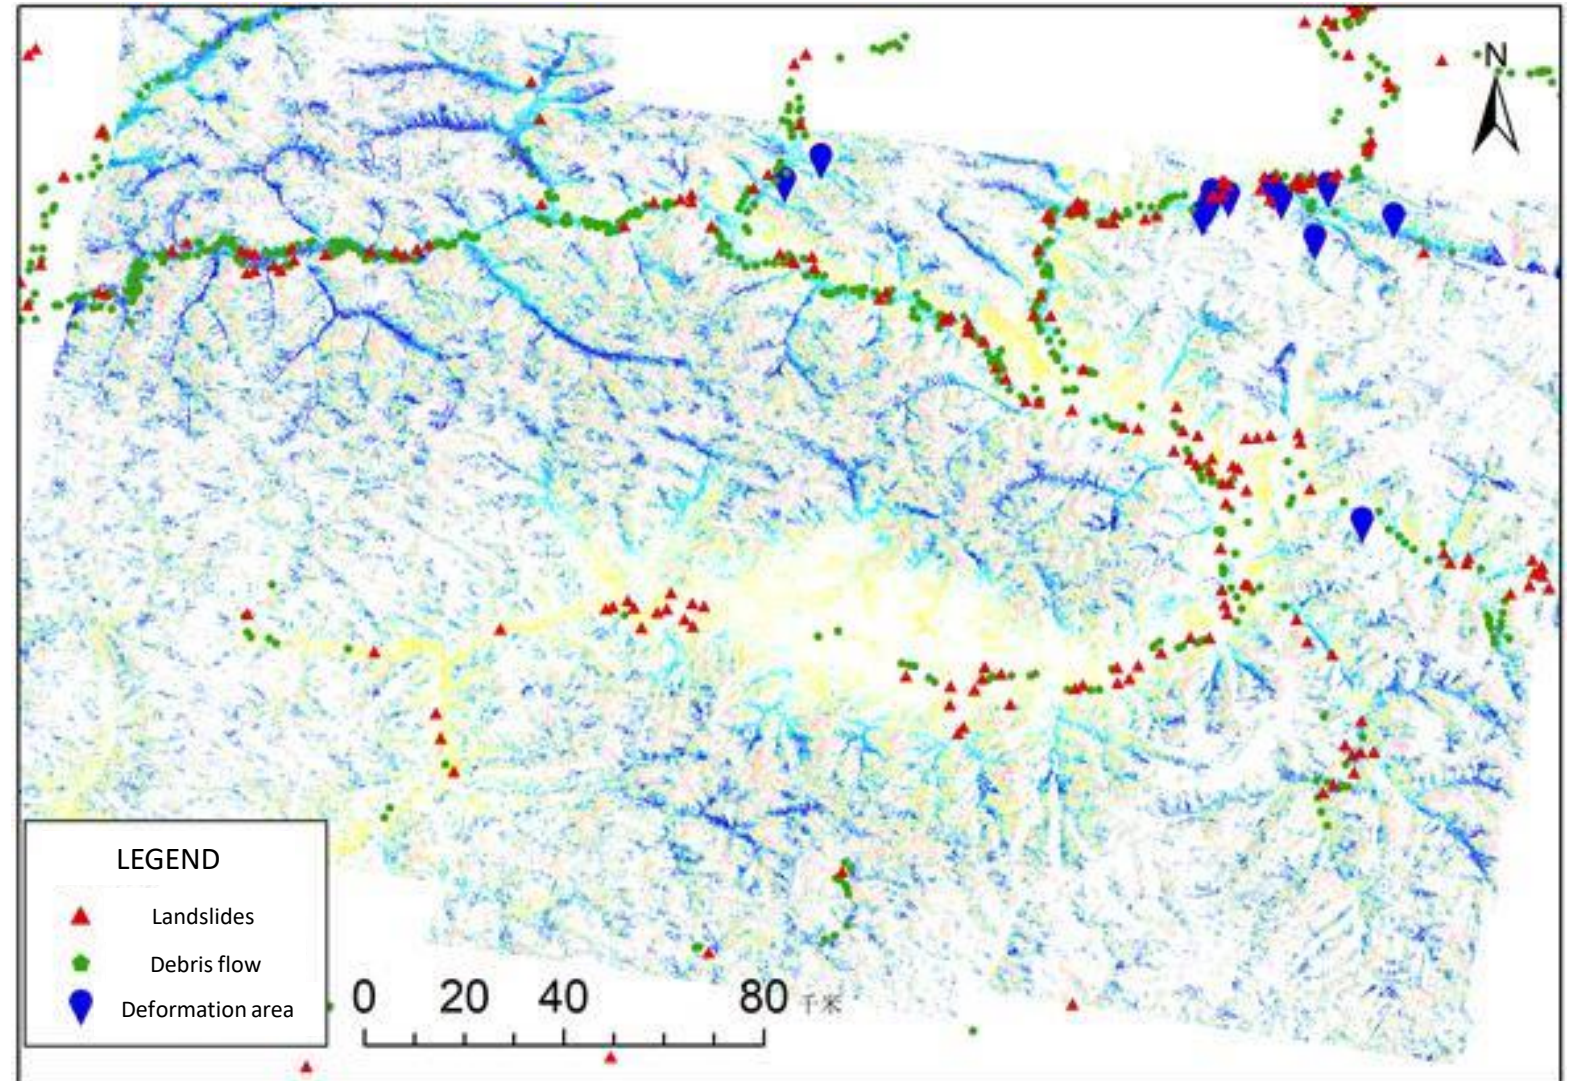 N
LEGEND
Landslides
Debris flow
Deformation area
0 20 40 80 千米